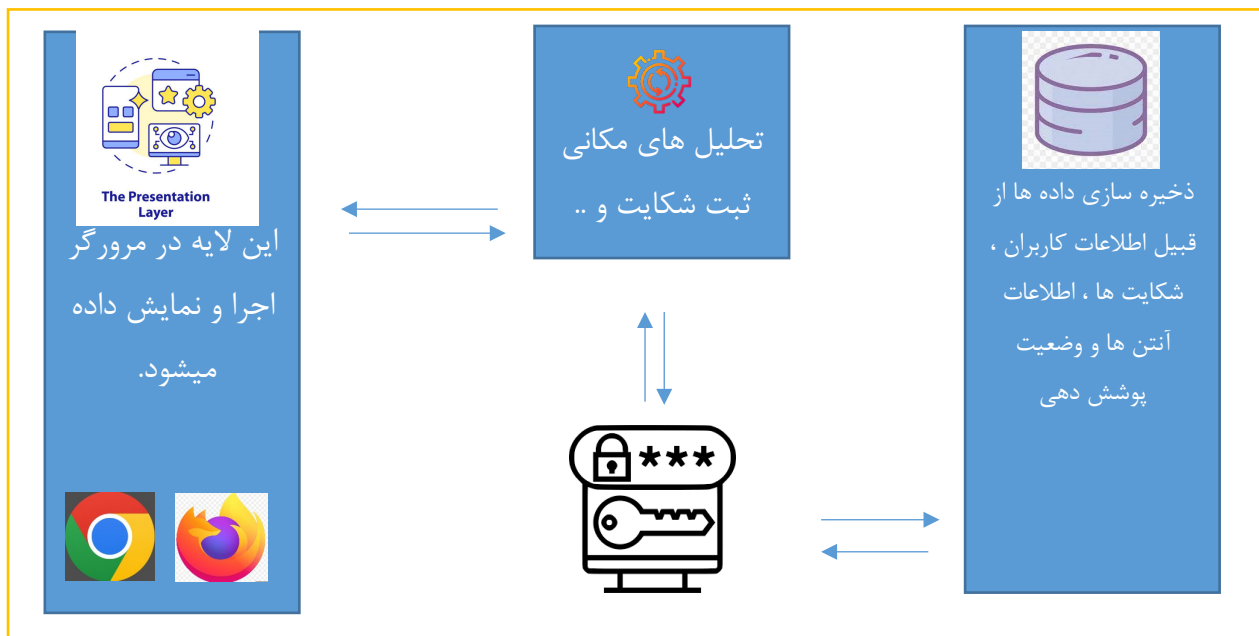 The Presentation
Layer
این لایه در مرورگر
اجرا و نمایش داده
میشود.
تحلیل های مکانی
ثبت شکایت و ..
***
ذخیره سازی داده ها از
قبیل اطلاعات کاربران ،
شکایت ها ، اطلاعات
آنتن ها و وضعیت
پوشش دهی